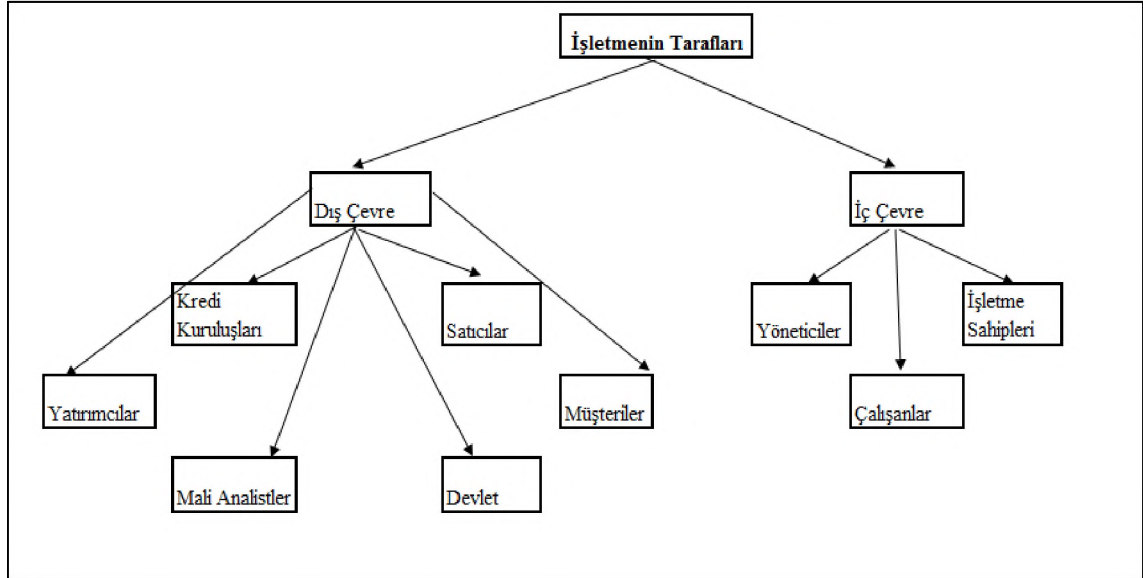 İşletmenin Tarafları
Dış Çevre
İç Çevre
Kredi
Kuruluşları
Satıcılar
Yöneticiler
İşletme
Sahipleri
Yatırımcılar
Müşteriler
Çalışanlar
Mali Analistler
Devlet